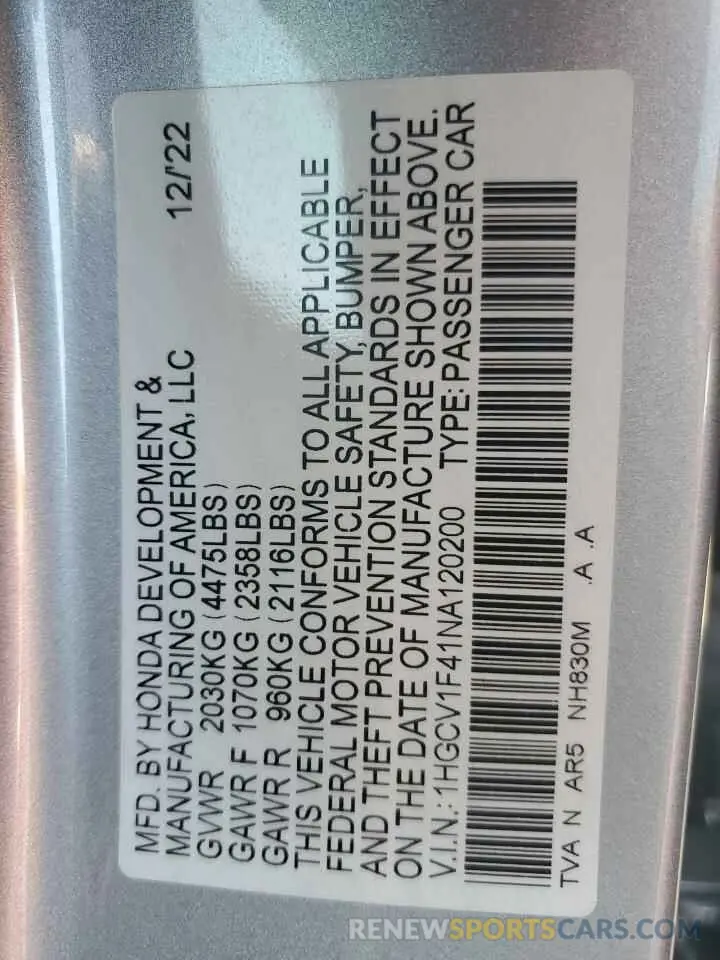 MFD. BY HONDA DEVELOPMENT &
MANUFACTURING OF AMERICA, LLC 12/'22
GVWR 2030KG (4475LBS)
GAWR F 1070KG (2358LBS)
GAWR R 960KG (2116LBS)
THIS VEHICLE CONFORMS TO ALL APPLICABLE
FEDERAL MOTOR VEHICLE SAFETY, BUMPER,
AND THEFT PREVENTION STANDARDS IN EFFECT
ON THE DATE OF MANUFACTURE SHOWN ABOVE.
V.I.N.: 1HGCV1F41NA120200 TYPE: PASSENGER CAR
TVA N AR5 NH830M .A .A
RENEWSPORTSCARS.COM